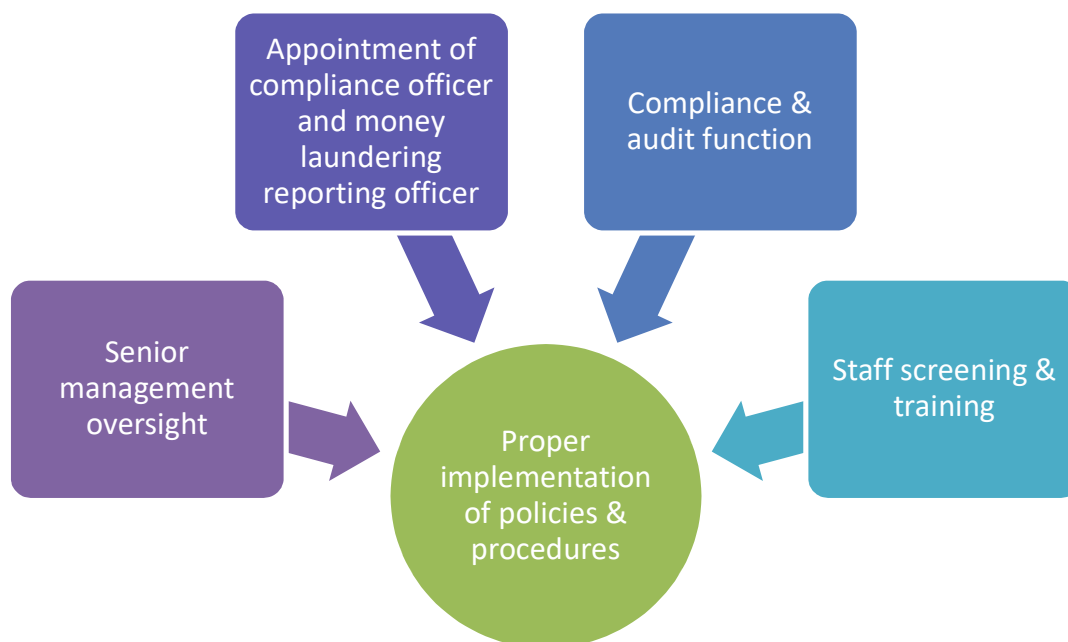 Appointment of
compliance officer
and money
laundering
reporting officer
Compliance &
audit function
Senior
management
oversight
Staff screening &
training
Proper
implementation
of policies &
procedures